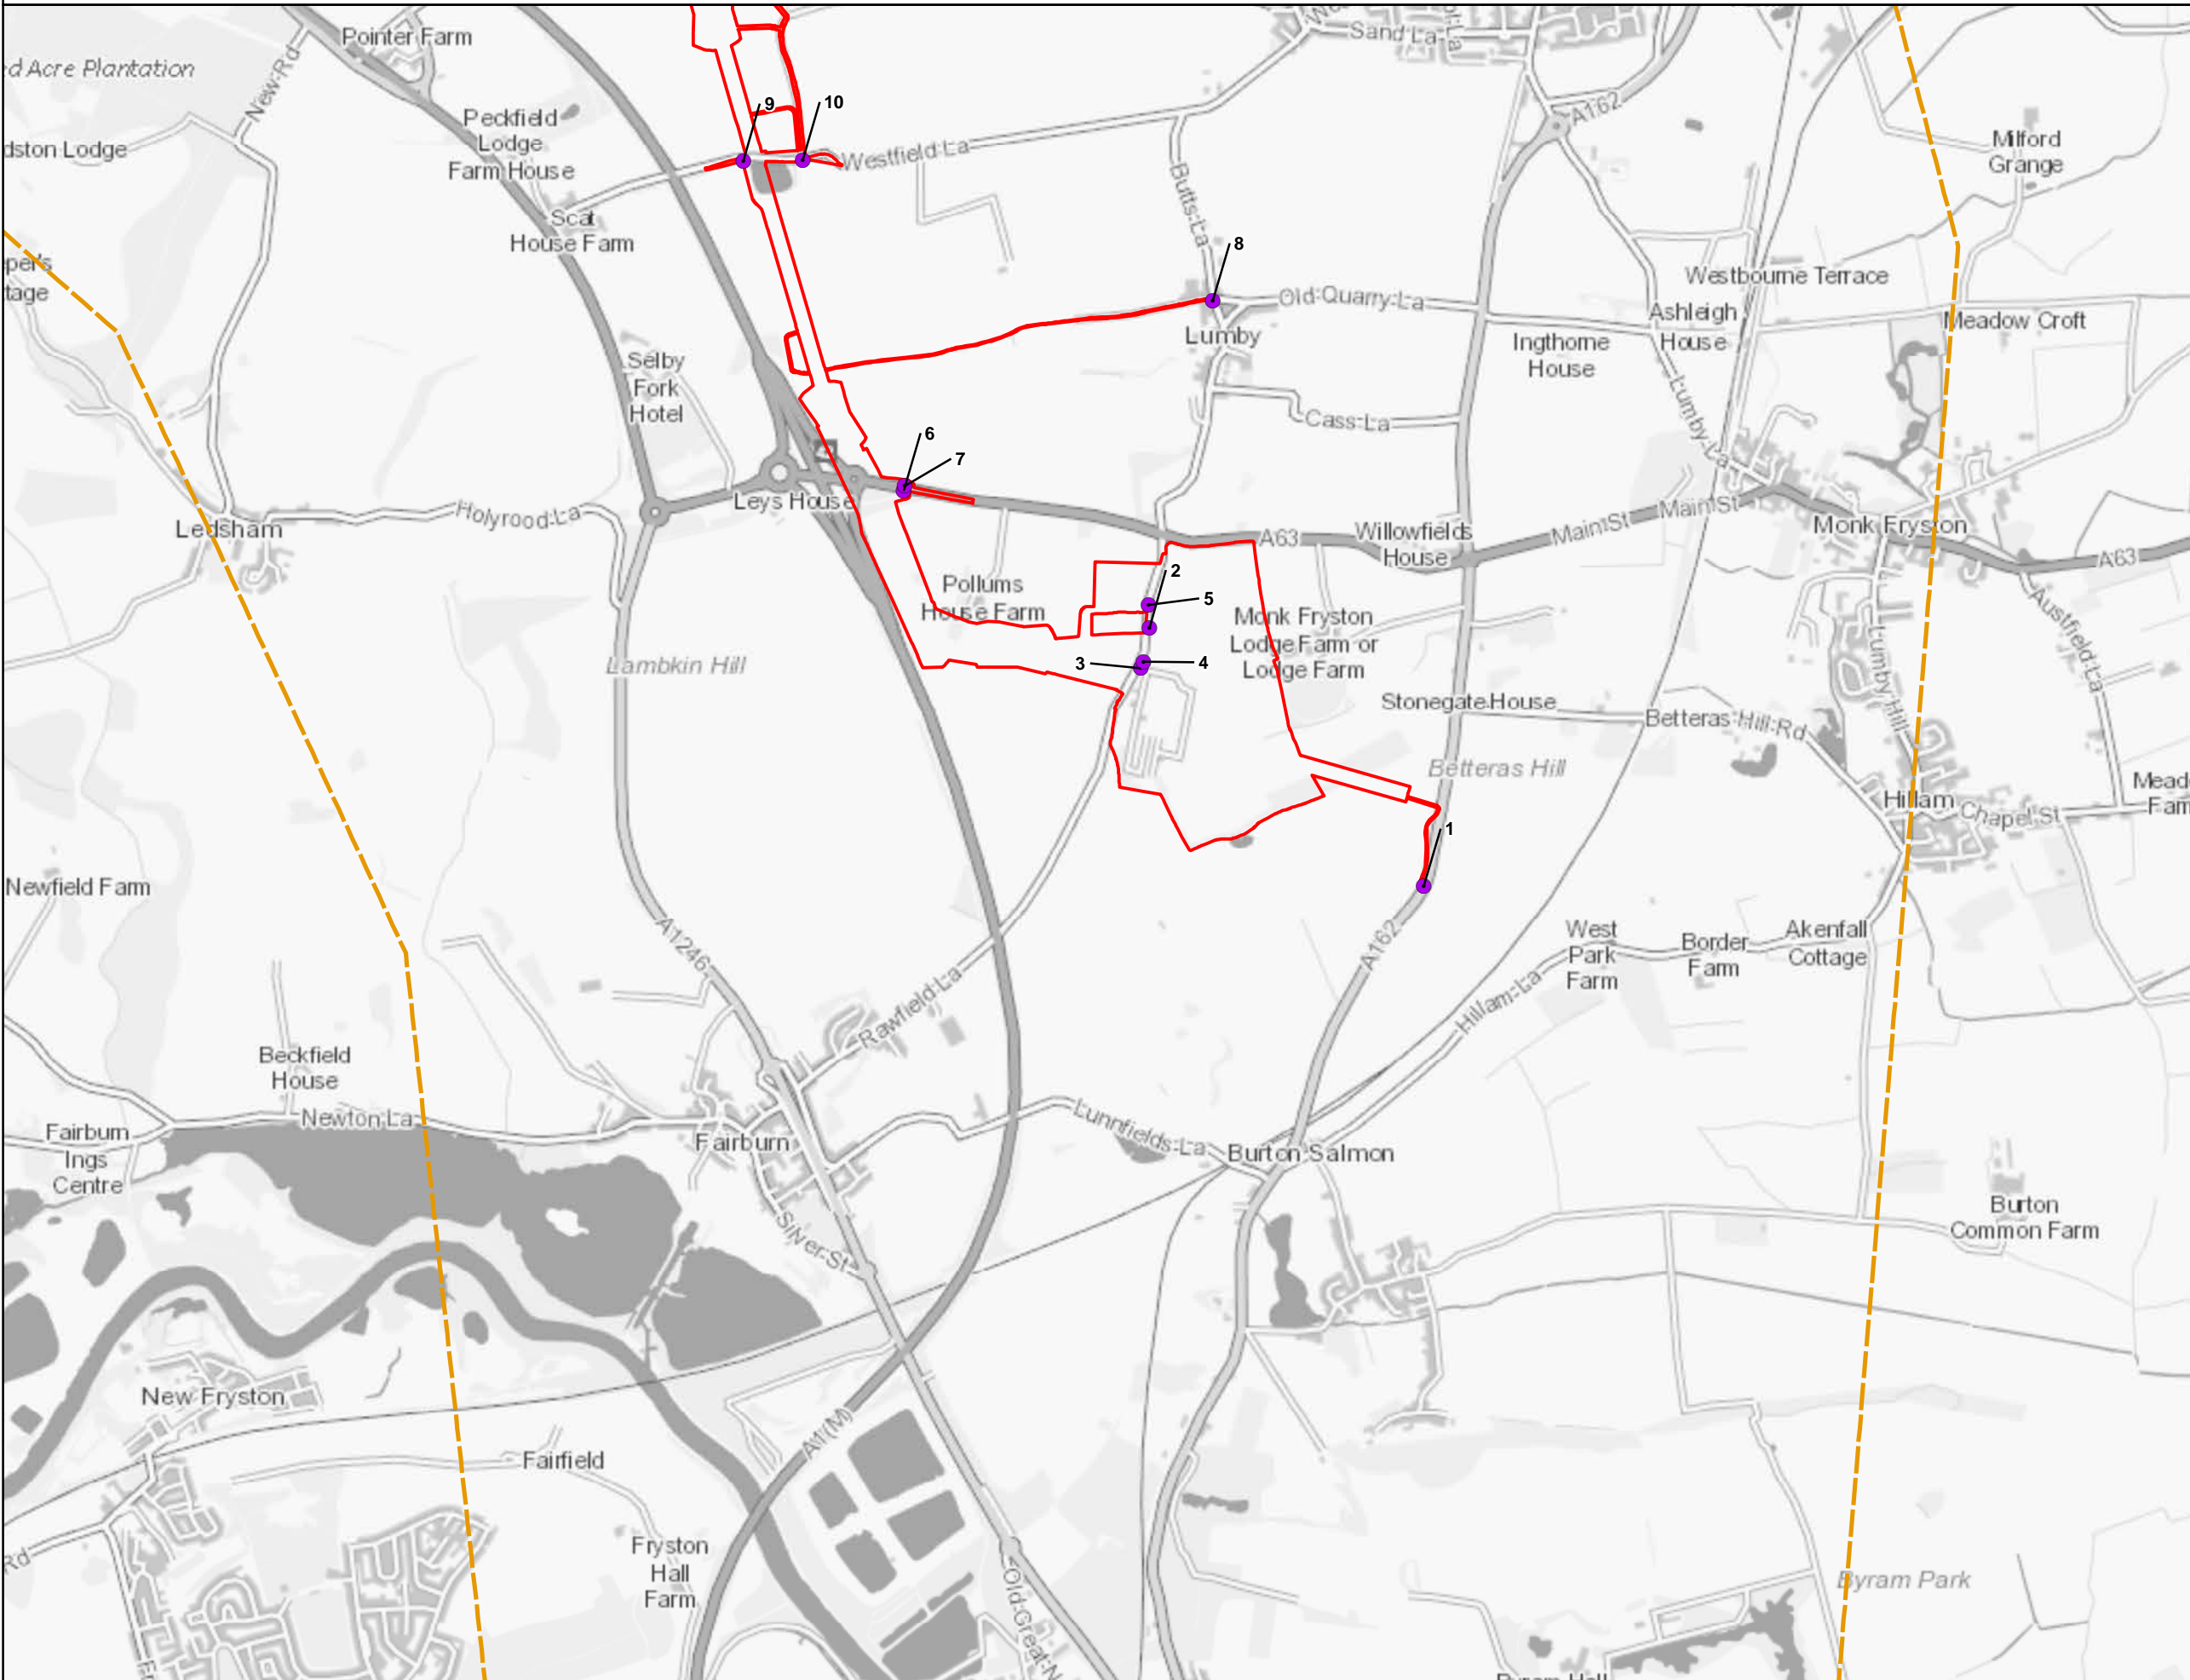 Pointer Farm
Sand La
A162
d Acre Plantation
New Rd
9
10
Peckfield
Lodge
Farm House
dston Lodge
Westfield La
Milford
Grange
Butts La
Scat
House Farm
8
per's
tage
Westbourne Terrace
Old Quarry La
Ashleigh
House
Meadow Croft
Lumby
Ingthorne
House
Selby
Fork
Hotel
Lumby La
Cass La
6
7
Leys House
Holyrood La
Ledsham
Main St
Main St
Monk Fryston
Willowfields
House
A63
A63
2
5
Pollums
House Farm
Monk Fryston
Lodge Farm or
Lodge Farm
Austfield La
Lumby Hill
3
4
Lambkin Hill
Stonegate House
Betteras Hill Rd
Betteras Hill
Mead
Farm
Hillam
Chapel St
1
Newfield Farm
A1246
A162
West
Park
Farm
Border
Farm
Akenfall
Cottage
Rawfield La
Hillam La
Beckfield
House
Newton La
Fairburn
Ings
Centre
Fairburn
Lunnfields La
Burton Salmon
Silver St
Burton
Common Farm
New Fryston
A1(M)
Fairfield
Fryston
Hall
Farm
Rd
Byram Park
Old Great N
Byram Hall